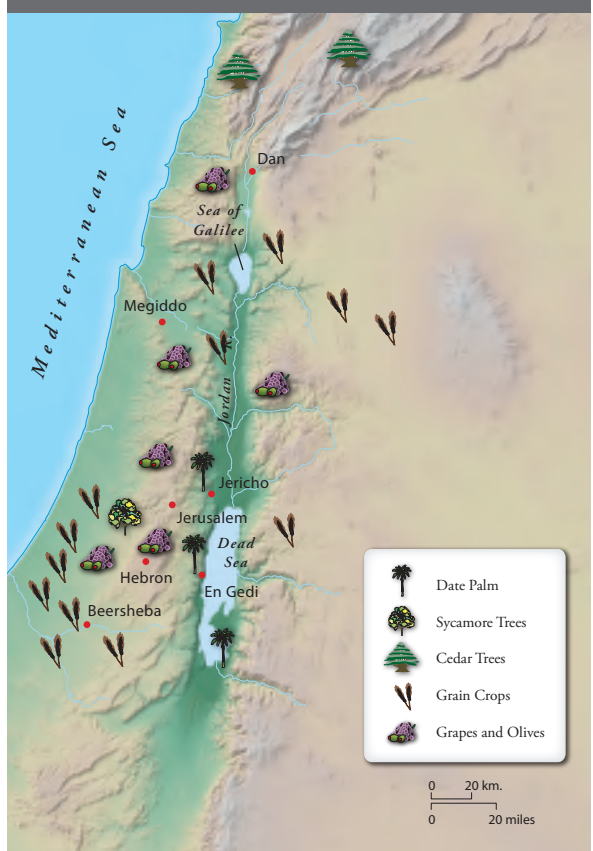 Mediterranean Sea
Dan
Sea of
Galilee
Megiddo
Jordan R.
Jericho
Jerusalem
Dead
Sea
Hebron
En Gedi
Beersheba
Date Palm
Sycamore Trees
Cedar Trees
Grain Crops
Grapes and Olives
0 20 km.
0 20 miles